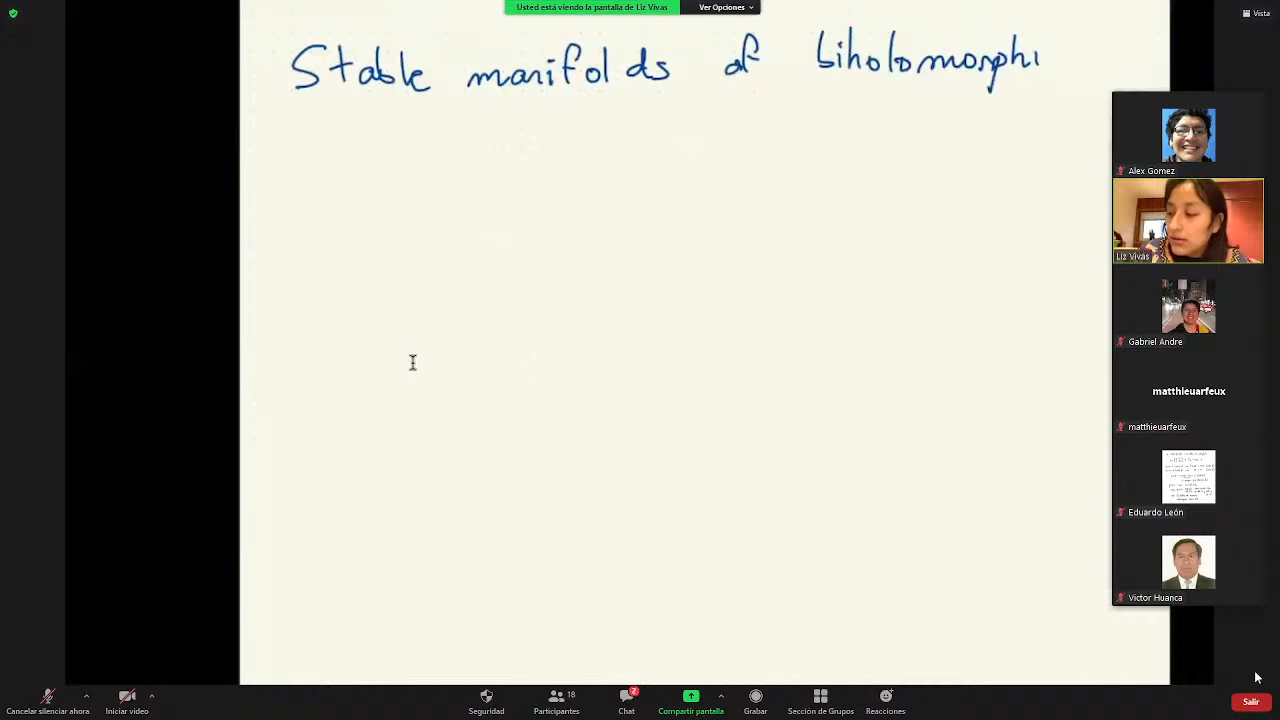 Usted está viendo la pantalla de Liz Vivas
Ver Opciones
Vista
Stable manifolds of biholomorphi
Alex Gomez
Liz Vivas
Gabriel Andre
matthieuarfeux
matthieuarfeux
Eduardo León
Victor Huanca
Cancelar silenciar ahora
Iniciar video
Seguridad
18
Participantes
2
Chat
Compartir pantalla
Grabar
Sección de Grupos
Reacciones
Salir